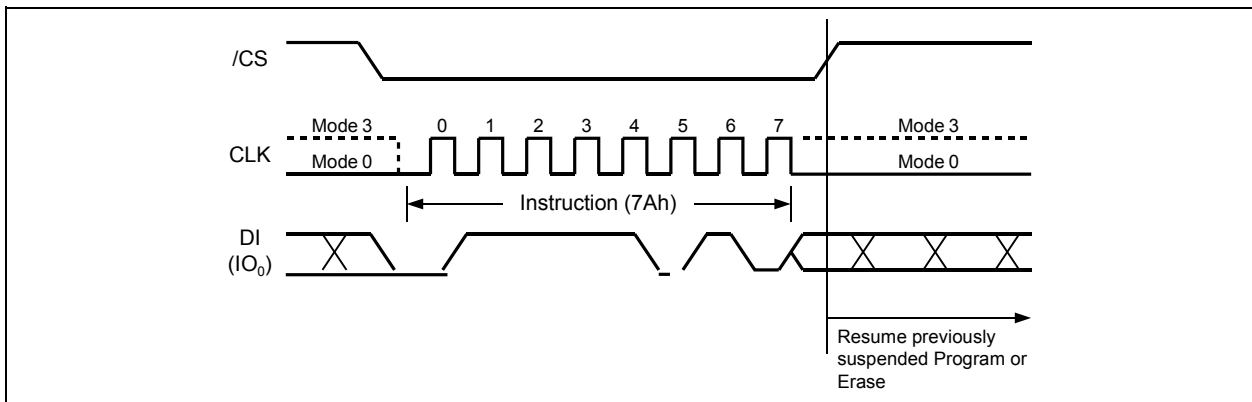 /CS
Mode 3
0 1 2 3 4 5 6 7
Mode 3
CLK
Mode 0
Mode 0
Instruction (7Ah)
DI
(IO₀)
Resume previously
suspended Program or
Erase